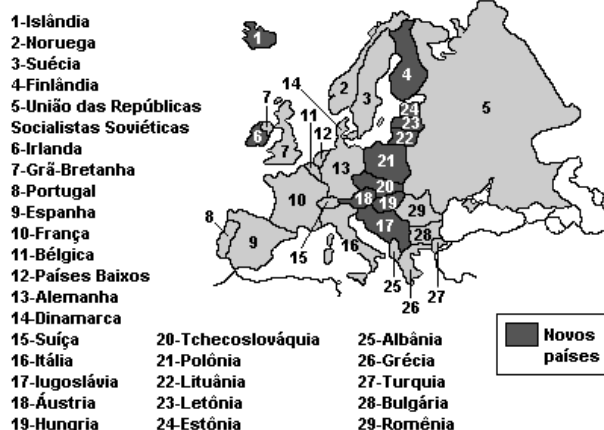 1-Islândia
2-Noruega
3-Suécia
4-Finlândia
5-União das Repúblicas
Socialistas Soviéticas
6-Irlanda
7-Grã-Bretanha
8-Portugal
9-Espanha
10-França
11-Bélgica
12-Países Baixos
13-Alemanha
14-Dinamarca
15-Suíça
16-Itália
17-Iugoslávia
18-Áustria
19-Hungria
20-Tchecoslováquia
21-Polônia
22-Lituânia
23-Letônia
24-Estônia
25-Albânia
26-Grécia
27-Turquia
28-Bulgária
29-Romênia
1
2
3
4
5
14
7
11
12
6
7
24
23
22
13
21
20
10
18
19
29
17
28
8
9
15
16
25
26
27
Novos
países